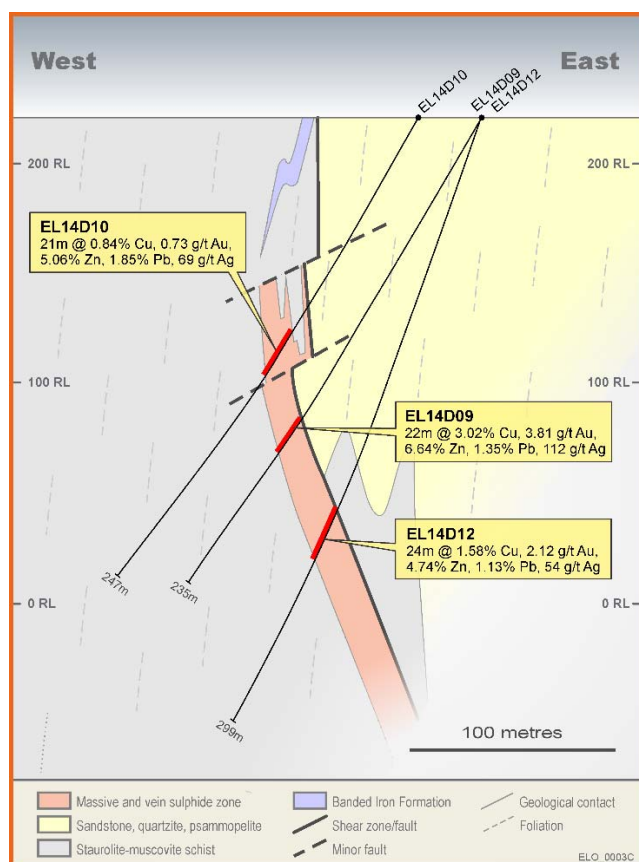 West
East
EL14D10
EL14D09
EL14D12
200 RL
200 RL
EL14D10
21m @ 0.84% Cu, 0.73 g/t Au,
5.06% Zn, 1.85% Pb, 69 g/t Ag
100 RL
100 RL
EL14D09
22m @ 3.02% Cu, 3.81 g/t Au,
6.64% Zn, 1.35% Pb, 112 g/t Ag
EL14D12
24m @ 1.58% Cu, 2.12 g/t Au,
4.74% Zn, 1.13% Pb, 54 g/t Ag
247m
235m
0 RL
0 RL
299m
100 metres
Massive and vein sulphide zone
Banded Iron Formation
Geological contact
Sandstone, quartzite, psammopelite
Shear zone/fault
Foliation
Staurolite-muscovite schist
Minor fault
ELO_0003C